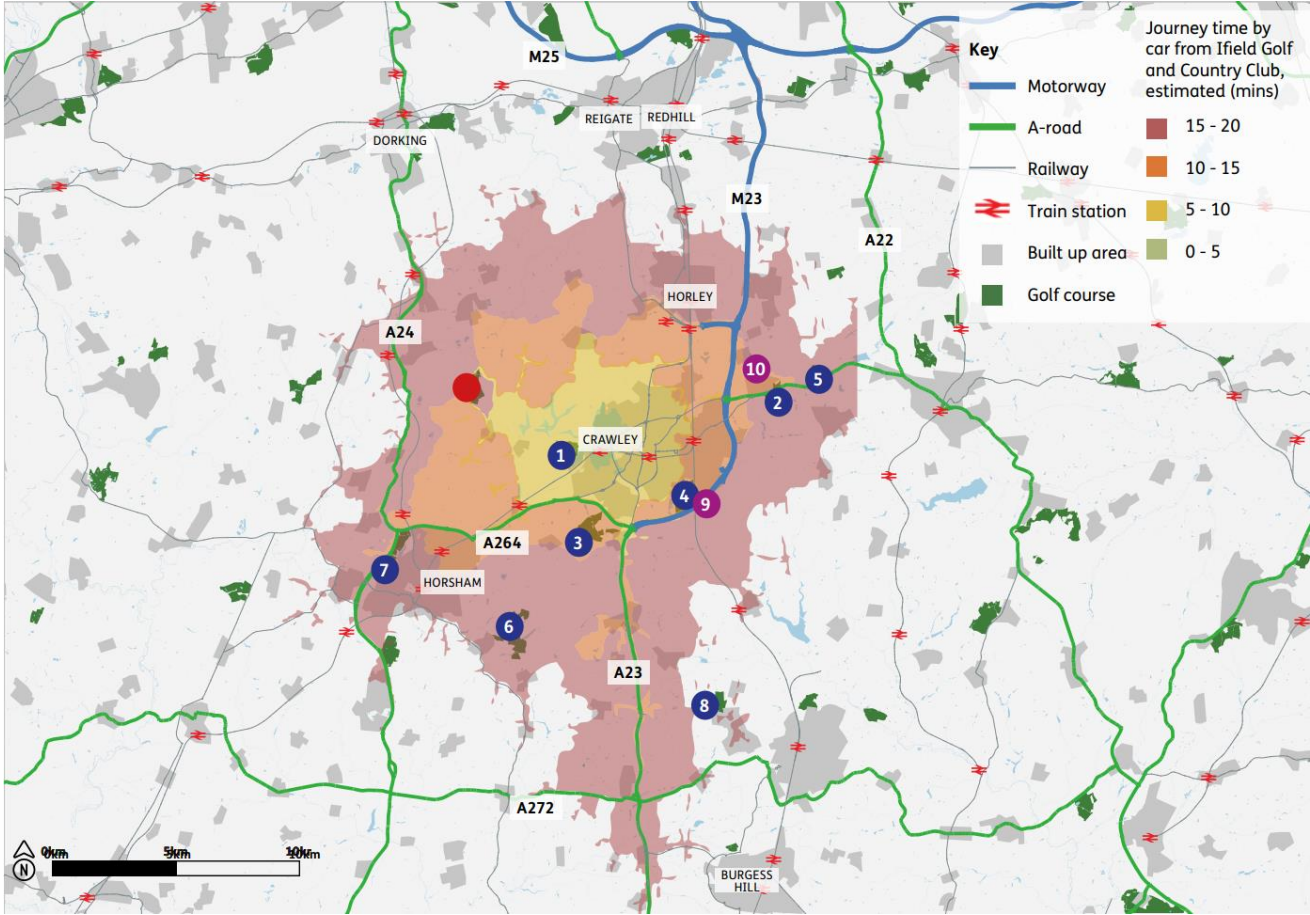 M25
REIGATE
REDHILL
DORKING
M23
A22
HORLEY
A24
10
5
2
CRAWLEY
1
4
9
A264
3
7
HORSHAM
6
A23
8
A272
BURGESS
HILL
0km
5km
N
Key
Motorway
A-road
Railway
Train station
Built up area
Golf course
Journey time by
car from Ifield Golf
and Country Club,
estimated (mins)
15 - 20
10 - 15
5 - 10
0 - 5